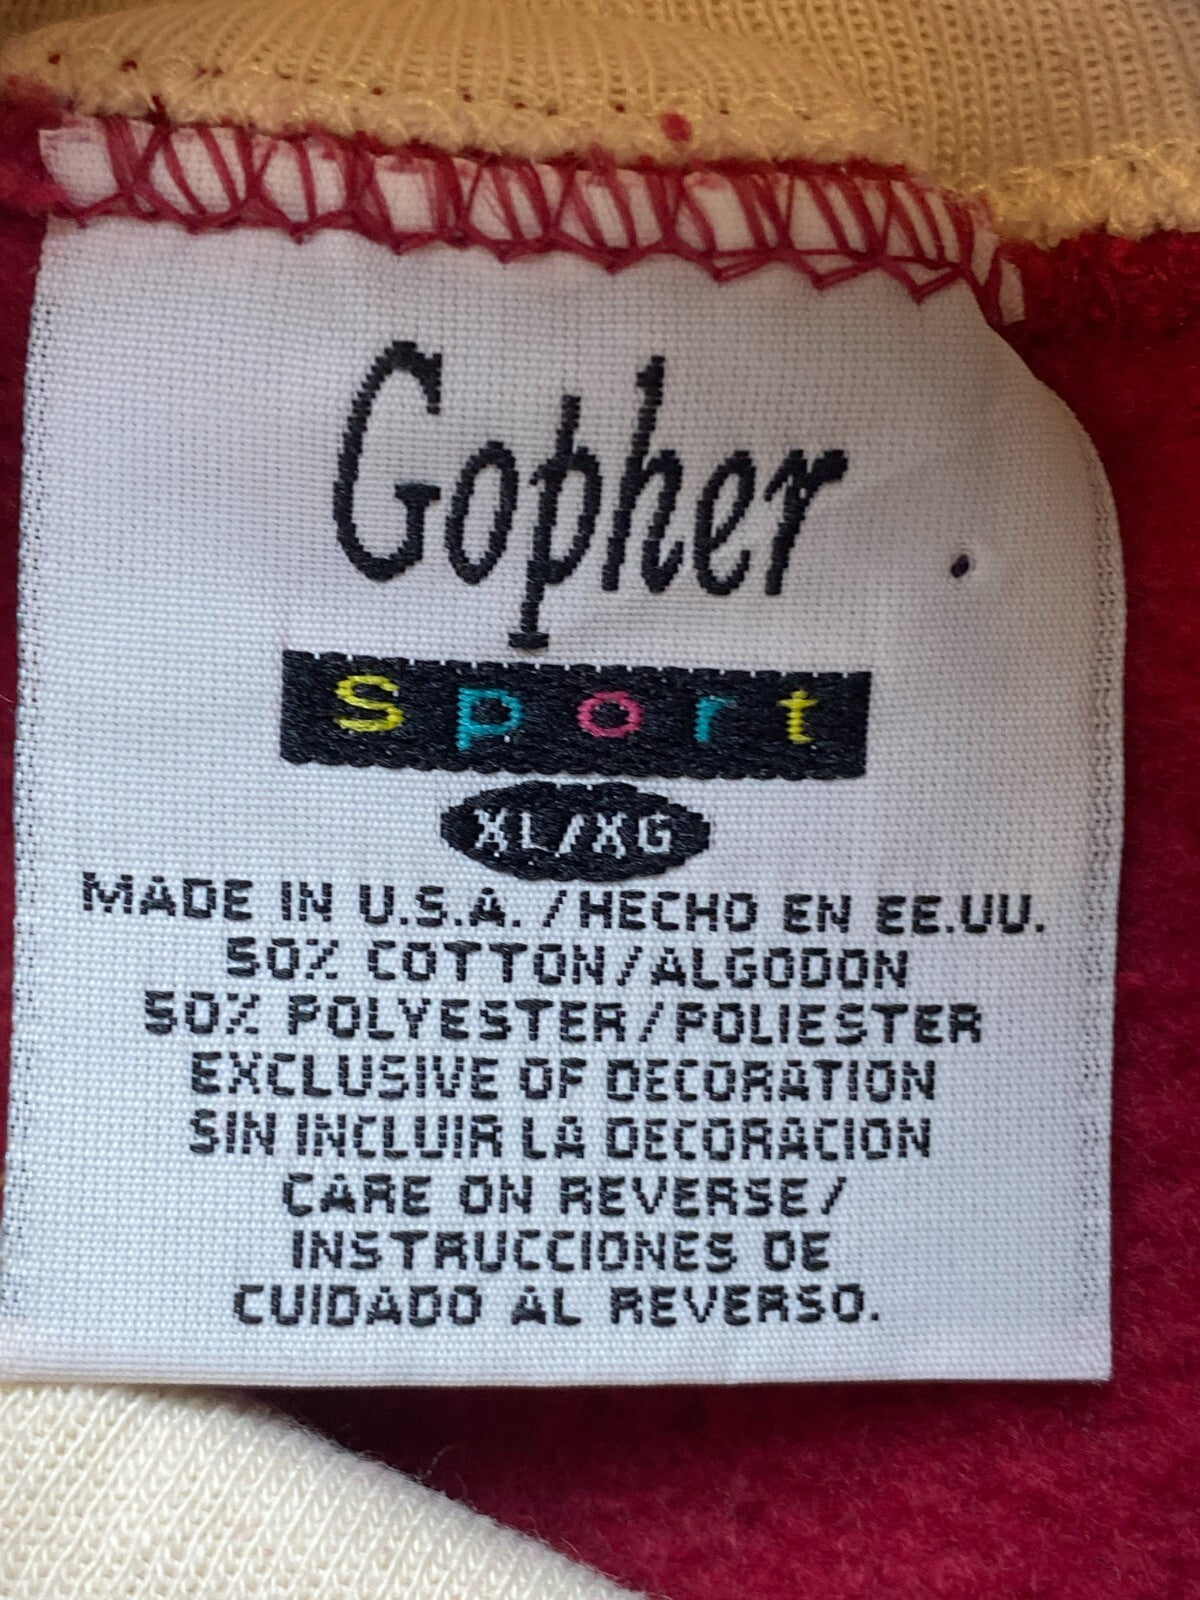 Gopher
Sport
XL/XG
MADE IN U.S.A. / HECHO EN EE.UU.
50% COTTON/ALGODON
50% POLYESTER/POLIESTER
EXCLUSIVE OF DECORATION
SIN INCLUIR LA DECORACION
CARE ON REVERSE/
INSTRUCCIONES DE
CUIDADO AL REVERSO.